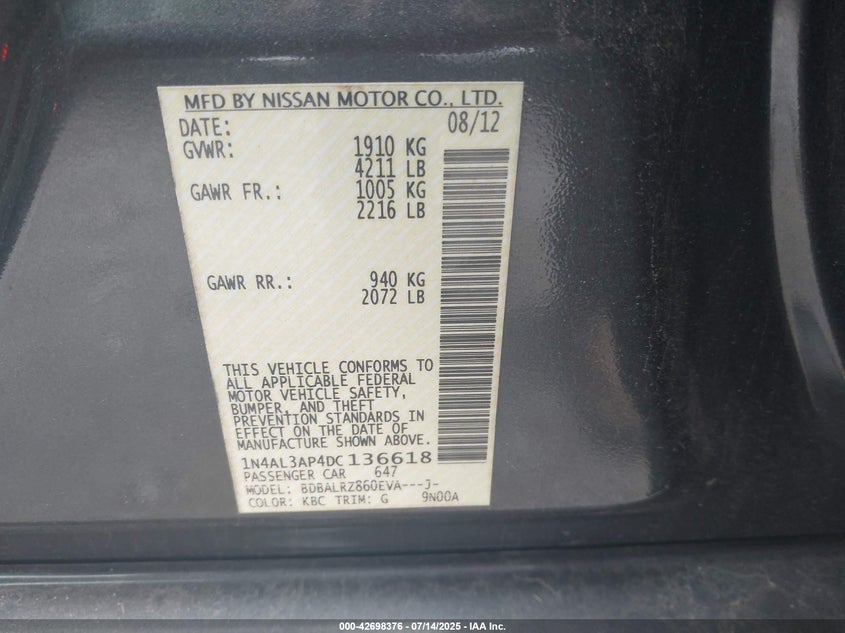 MFD BY NISSAN MOTOR CO., LTD.
DATE: 08/12
GVWR: 1910 KG
4211 LB
GAWR FR.: 1005 KG
2216 LB
GAWR RR.: 940 KG
2072 LB
THIS VEHICLE CONFORMS TO
ALL APPLICABLE FEDERAL
MOTOR VEHICLE SAFETY,
BUMPER, AND THEFT
PREVENTION STANDARDS IN
EFFECT ON THE DATE OF
MANUFACTURE SHOWN ABOVE.
1N4AL3AP4DC136618
PASSENGER CAR 647
MODEL: BDBALRZ860EVA---J-
COLOR: KBC TRIM: G 9N00A
000-42698376 - 07/14/2025 - IAA Inc.